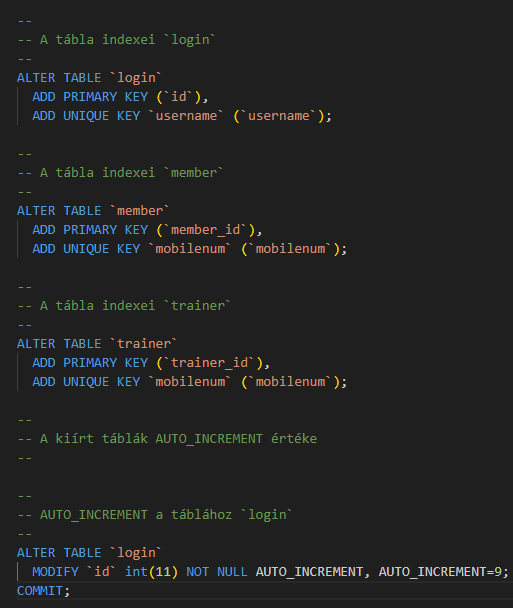 --
-- A tábla indexei `login`
--
ALTER TABLE `login`
  ADD PRIMARY KEY (`id`),
  ADD UNIQUE KEY `username` (`username`);
--
-- A tábla indexei `member`
--
ALTER TABLE `member`
  ADD PRIMARY KEY (`member_id`),
  ADD UNIQUE KEY `mobilenum` (`mobilenum`);
--
-- A tábla indexei `trainer`
--
ALTER TABLE `trainer`
  ADD PRIMARY KEY (`trainer_id`),
  ADD UNIQUE KEY `mobilenum` (`mobilenum`);
--
-- A kiírt táblák AUTO_INCREMENT értéke
--
--
-- AUTO_INCREMENT a táblához `login`
--
ALTER TABLE `login`
  MODIFY `id` int(11) NOT NULL AUTO_INCREMENT, AUTO_INCREMENT=9;
COMMIT;